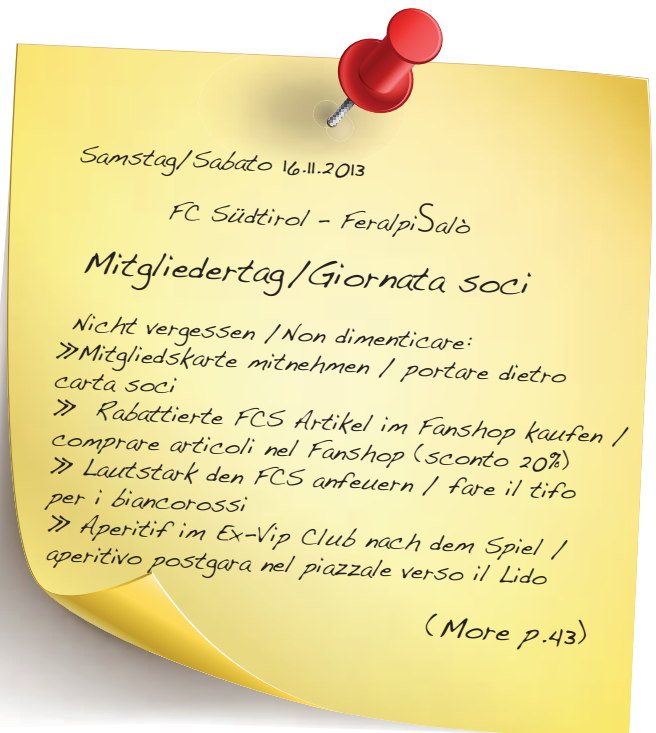 Samstag/Sabato 16.11.2013
FC Südtirol - FeralpiSalò
Mitgliedertag/Giornata soci
Nicht vergessen / Non dimenticare:
»Mitgliedskarte mitnehmen / portare dietro
carta soci
» Rabattierte FCS Artikel im Fanshop kaufen /
comprare articoli nel Fanshop (sconto 20%)
» Lautstark den FCS anfeuern / fare il tifo
per i biancorossi
» Aperitif im Ex-Vip Club nach dem Spiel /
aperitivo postgara nel piazzale verso il Lido
(More p.43)